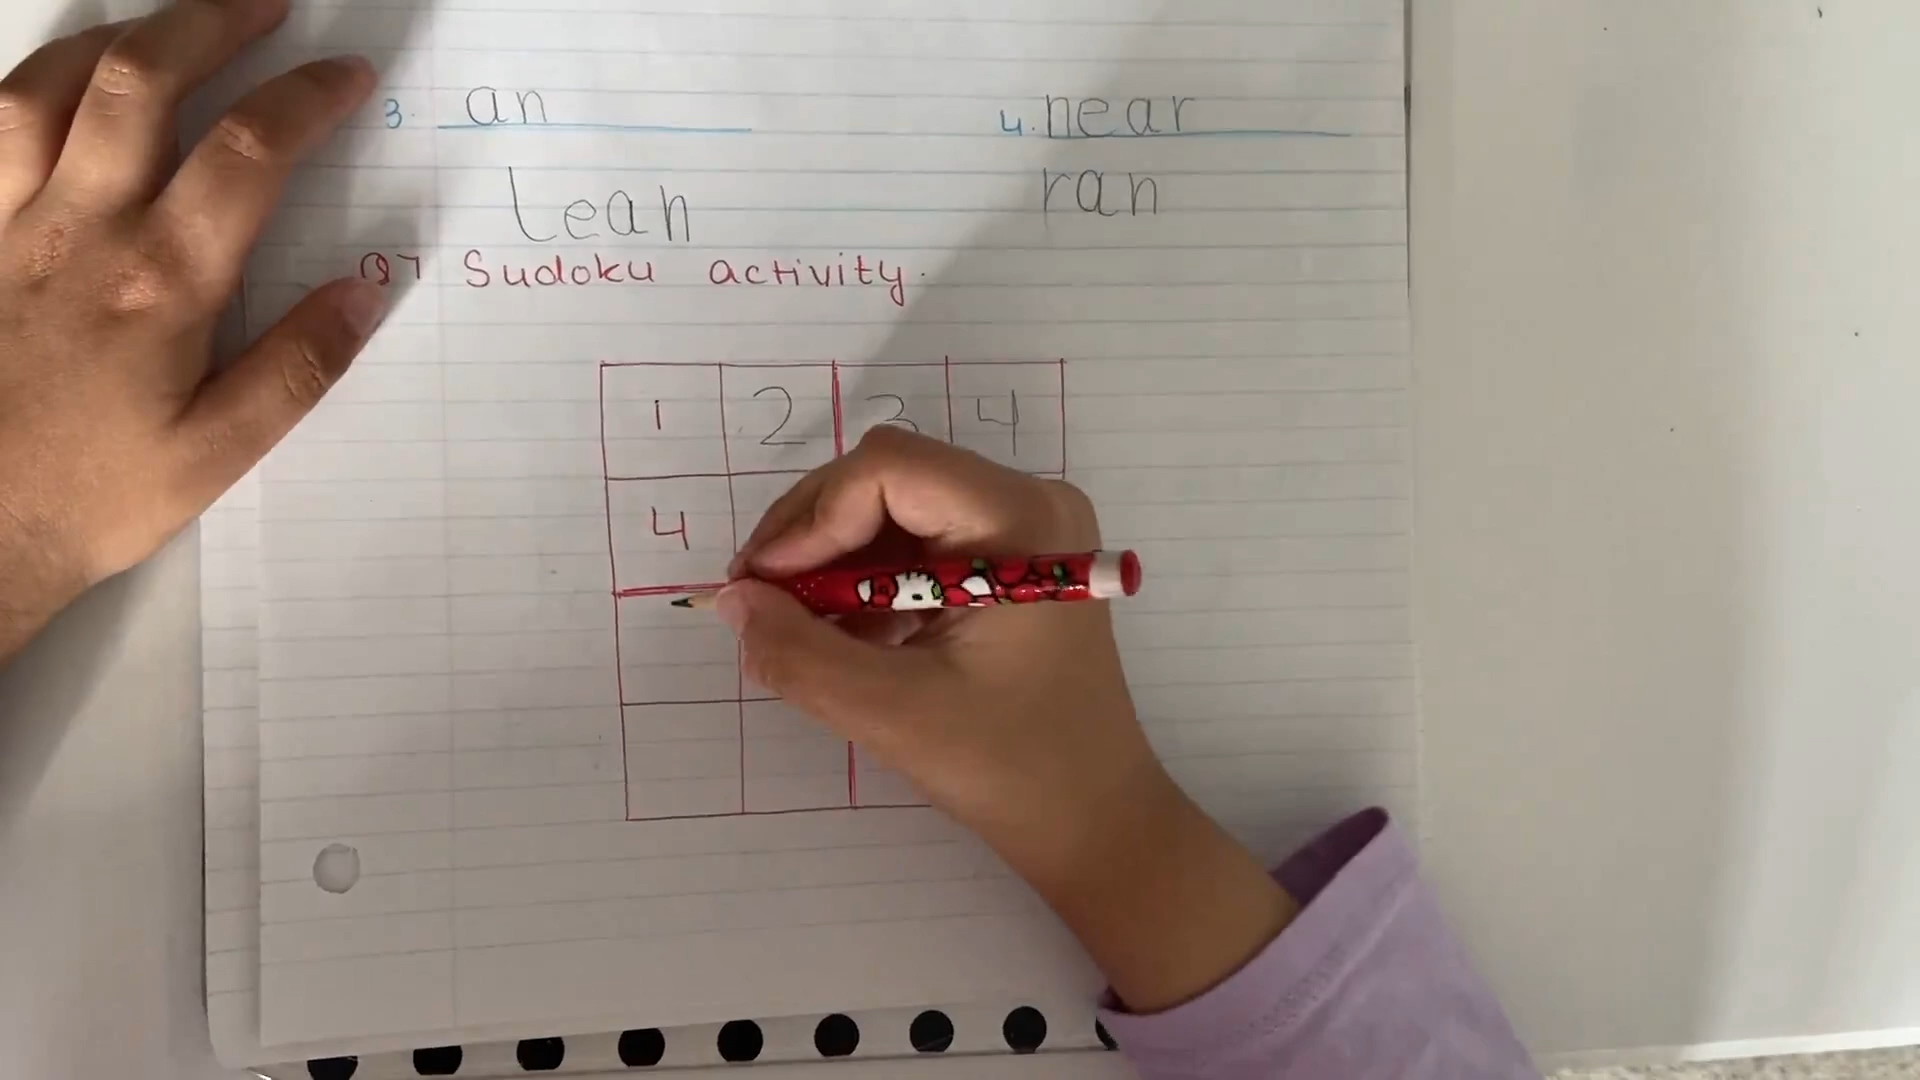 3. an
4. near
lean
ran
Q7 Sudoku activity.
1 2 3 4
4